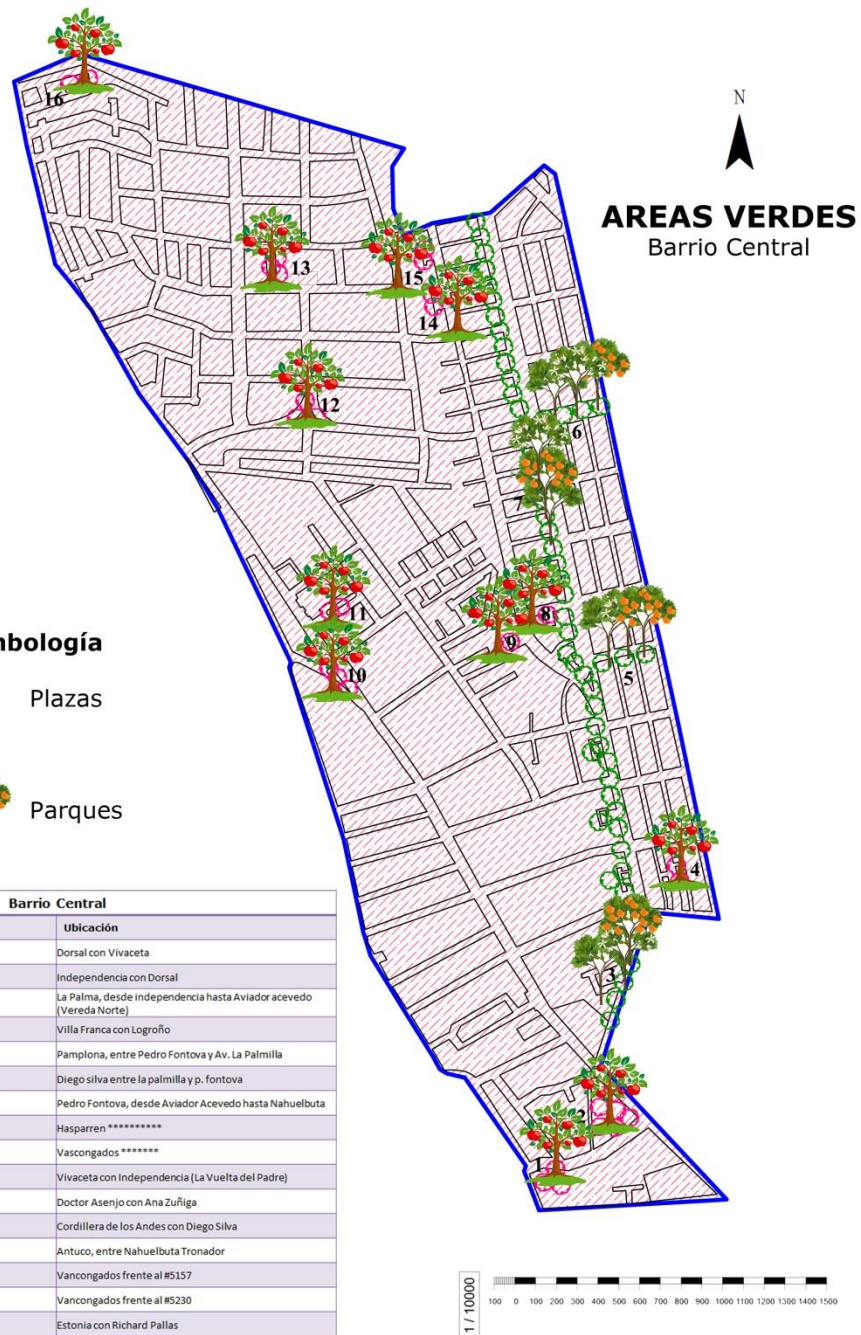 16
N
AREAS VERDES
Barrio Central
13
15
14
12
6
7
11
8
9
10
5
mbología
Plazas
Parques
4
3
2
1
Barrio Central
Ubicación
Dorsal con Vivaceta
Independencia con Dorsal
La Palma, desde independencia hasta Aviador acevedo
(Vereda Norte)
Villa Franca con Logroño
Pamplona, entre Pedro Fontova y Av. La Palmilla
Diego silva entre la palmilla y p. fontova
Pedro Fontova, desde Aviador Acevedo hasta Nahuelbuta
Hasparren **********
Vascongados *******
Vivaceta con Independencia (La Vuelta del Padre)
Doctor Asenjo con Ana Zuñiga
Cordillera de los Andes con Diego Silva
Antuco, entre Nahuelbuta Tronador
Vancongados frente al #5157
Vancongados frente al #5230
Estonia con Richard Pallas
1 / 10000
100 0 100 200 300 400 500 600 700 800 900 1000 1100 1200 1300 1400 1500